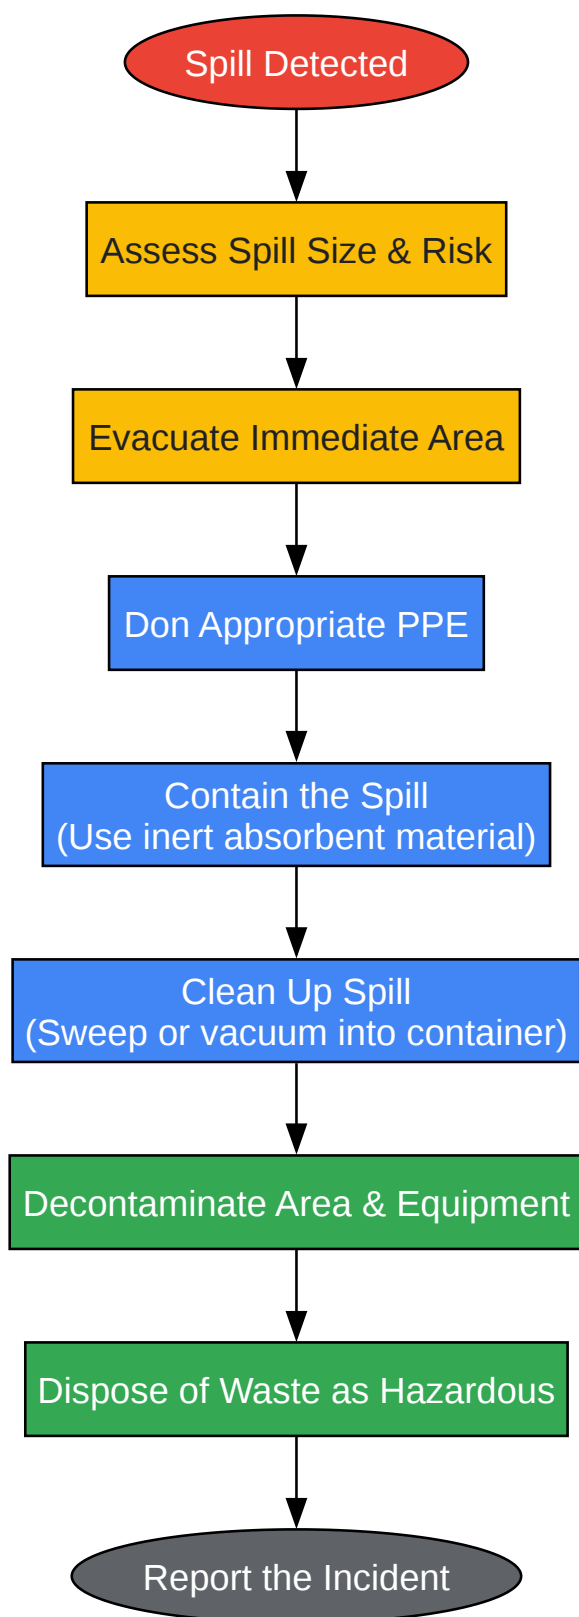 Spill Detected
Assess Spill Size & Risk
Evacuate Immediate Area
Don Appropriate PPE
Contain the Spill
(Use inert absorbent material)
Clean Up Spill
(Sweep or vacuum into container)
Decontaminate Area & Equipment
Dispose of Waste as Hazardous
Report the Incident